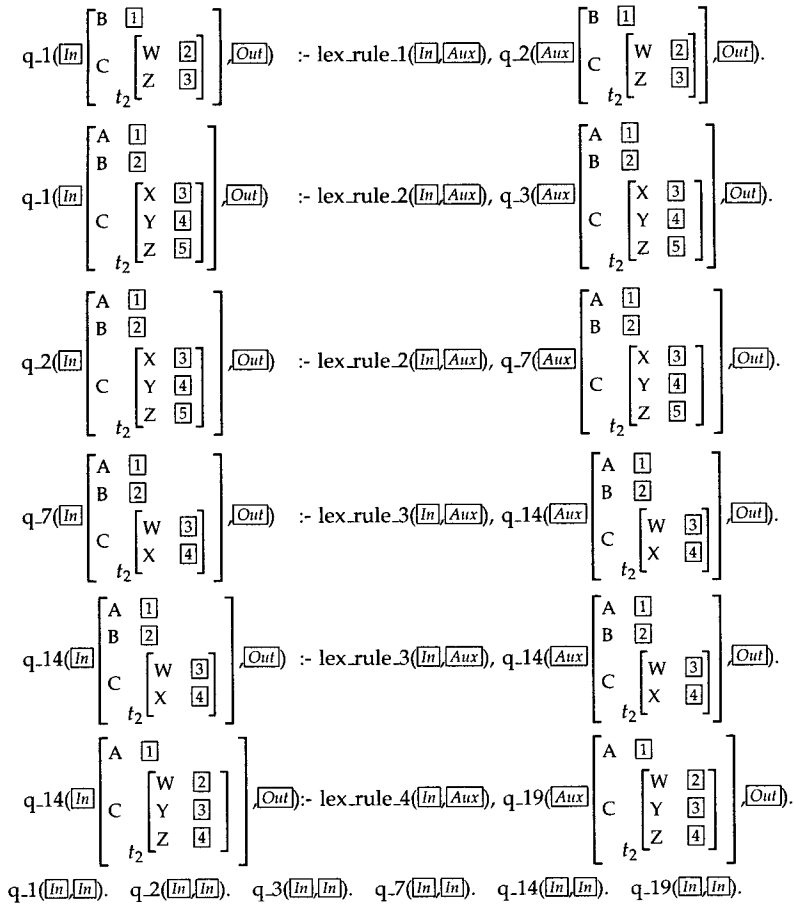 B 1 B 1
q_1(In C W 2 ,Out) :- lex_rule_1(In,Aux), q_2(Aux C W 2 ,Out).
Z 3 Z 3
t2 t2
A 1 A 1
B 2 B 2
X 3 X 3
q_1(In C Y 4 ,Out) :- lex_rule_2(In,Aux), q_3(Aux C Y 4 ,Out).
Z 5 Z 5
t2 t2
A 1 A 1
B 2 B 2
X 3 X 3
q_2(In C Y 4 ,Out) :- lex_rule_2(In,Aux), q_7(Aux C Y 4 ,Out).
Z 5 Z 5
t2 t2
A 1 A 1
B 2 B 2
q_7(In C W 3 ,Out) :- lex_rule_3(In,Aux), q_14(Aux C W 3 ,Out).
X 4 X 4
t2 t2
A 1 A 1
B 2 B 2
q_14(In C W 3 ,Out) :- lex_rule_3(In,Aux), q_14(Aux C W 3 ,Out).
X 4 X 4
t2 t2
A 1 A 1
W 2 W 2
q_14(In C Y 3 ,Out):- lex_rule_4(In,Aux), q_19(Aux C Y 3 ,Out).
Z 4 Z 4
t2 t2
q_1(In,In). q_2(In,In). q_3(In,In). q_7(In,In). q_14(In,In). q_19(In,In).